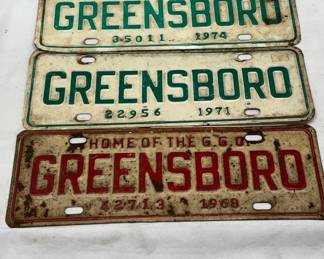 GREENSBORO
35011 1974
GREENSBORO
22956 1971
HOME OF THE G.G.O.
GREENSBORO
42713 1968